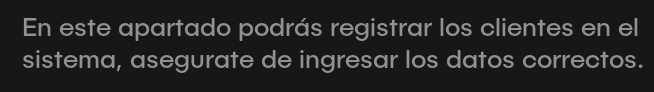 En este apartado podrás registrar los clientes en el
sistema, asegurate de ingresar los datos correctos.